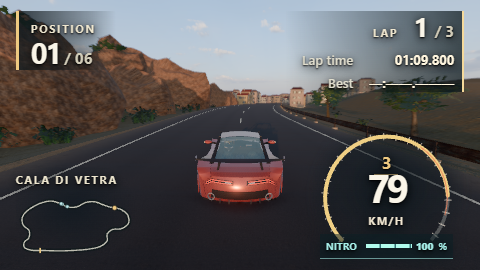 POSITION
01 / 06
LAP 1 / 3
Lap time 01:09.800
Best --:--.---
CALA DI VETRA
3
79
KM/H
NITRO 100 %